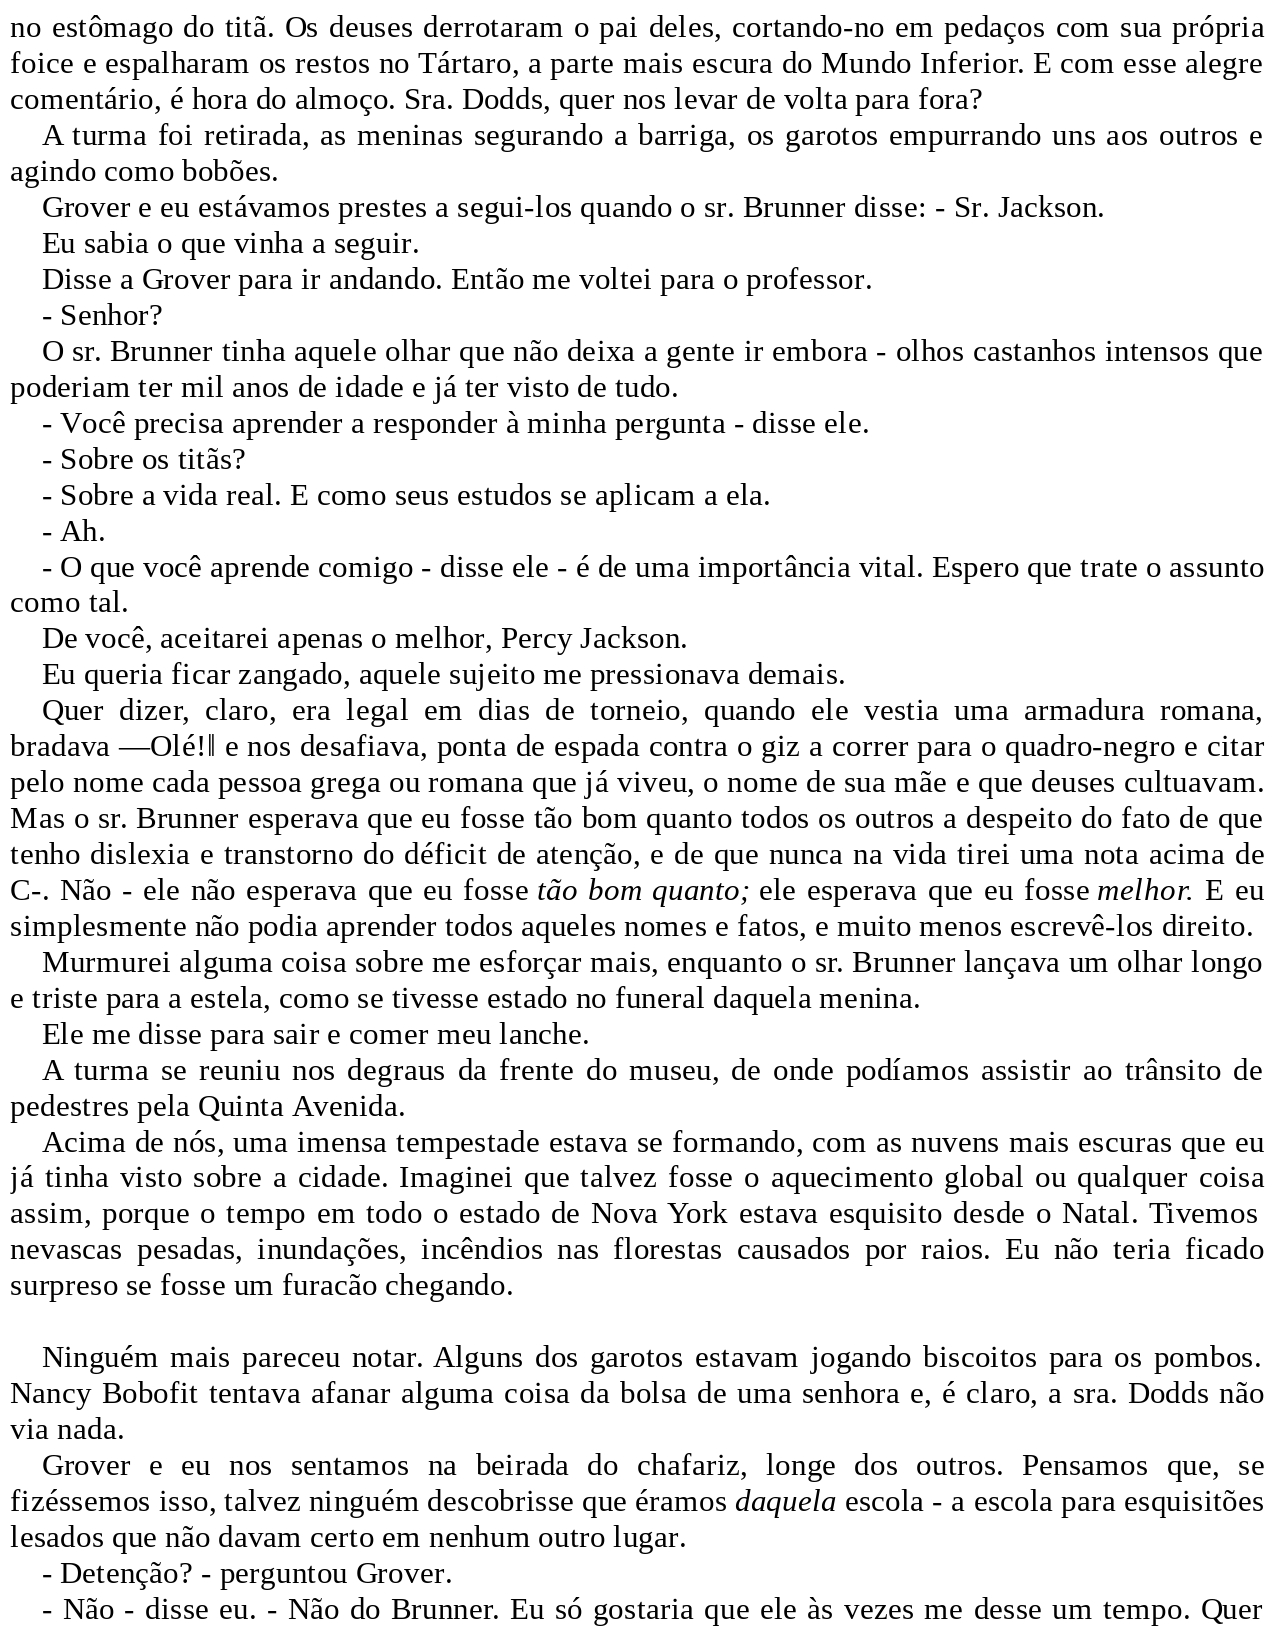 no estômago do titã. Os deuses derrotaram o pai deles, cortando-no em pedaços com sua própria
foice e espalharam os restos no Tártaro, a parte mais escura do Mundo Inferior. E com esse alegre
comentário, é hora do almoço. Sra. Dodds, quer nos levar de volta para fora?
A turma foi retirada, as meninas segurando a barriga, os garotos empurrando uns aos outros e
agindo como bobões.
Grover e eu estávamos prestes a segui-los quando o sr. Brunner disse: - Sr. Jackson.
Eu sabia o que vinha a seguir.
Disse a Grover para ir andando. Então me voltei para o professor.
- Senhor?
O sr. Brunner tinha aquele olhar que não deixa a gente ir embora - olhos castanhos intensos que
poderiam ter mil anos de idade e já ter visto de tudo.
- Você precisa aprender a responder à minha pergunta - disse ele.
- Sobre os titãs?
- Sobre a vida real. E como seus estudos se aplicam a ela.
- Ah.
- O que você aprende comigo - disse ele - é de uma importância vital. Espero que trate o assunto
como tal.
De você, aceitarei apenas o melhor, Percy Jackson.
Eu queria ficar zangado, aquele sujeito me pressionava demais.
Quer dizer, claro, era legal em dias de torneio, quando ele vestia uma armadura romana,
bradava ―Olé!‖ e nos desafiava, ponta de espada contra o giz a correr para o quadro-negro e citar
pelo nome cada pessoa grega ou romana que já viveu, o nome de sua mãe e que deuses cultuavam.
Mas o sr. Brunner esperava que eu fosse tão bom quanto todos os outros a despeito do fato de que
tenho dislexia e transtorno do déficit de atenção, e de que nunca na vida tirei uma nota acima de
C-. Não - ele não esperava que eu fosse tão bom quanto; ele esperava que eu fosse melhor. E eu
simplesmente não podia aprender todos aqueles nomes e fatos, e muito menos escrevê-los direito.
Murmurei alguma coisa sobre me esforçar mais, enquanto o sr. Brunner lançava um olhar longo
e triste para a estela, como se tivesse estado no funeral daquela menina.
Ele me disse para sair e comer meu lanche.
A turma se reuniu nos degraus da frente do museu, de onde podíamos assistir ao trânsito de
pedestres pela Quinta Avenida.
Acima de nós, uma imensa tempestade estava se formando, com as nuvens mais escuras que eu
já tinha visto sobre a cidade. Imaginei que talvez fosse o aquecimento global ou qualquer coisa
assim, porque o tempo em todo o estado de Nova York estava esquisito desde o Natal. Tivemos
nevascas pesadas, inundações, incêndios nas florestas causados por raios. Eu não teria ficado
surpreso se fosse um furacão chegando.
Ninguém mais pareceu notar. Alguns dos garotos estavam jogando biscoitos para os pombos.
Nancy Bobofit tentava afanar alguma coisa da bolsa de uma senhora e, é claro, a sra. Dodds não
via nada.
Grover e eu nos sentamos na beirada do chafariz, longe dos outros. Pensamos que, se
fizéssemos isso, talvez ninguém descobrisse que éramos daquela escola - a escola para esquisitões
lesados que não davam certo em nenhum outro lugar.
- Detenção? - perguntou Grover.
- Não - disse eu. - Não do Brunner. Eu só gostaria que ele às vezes me desse um tempo. Quer